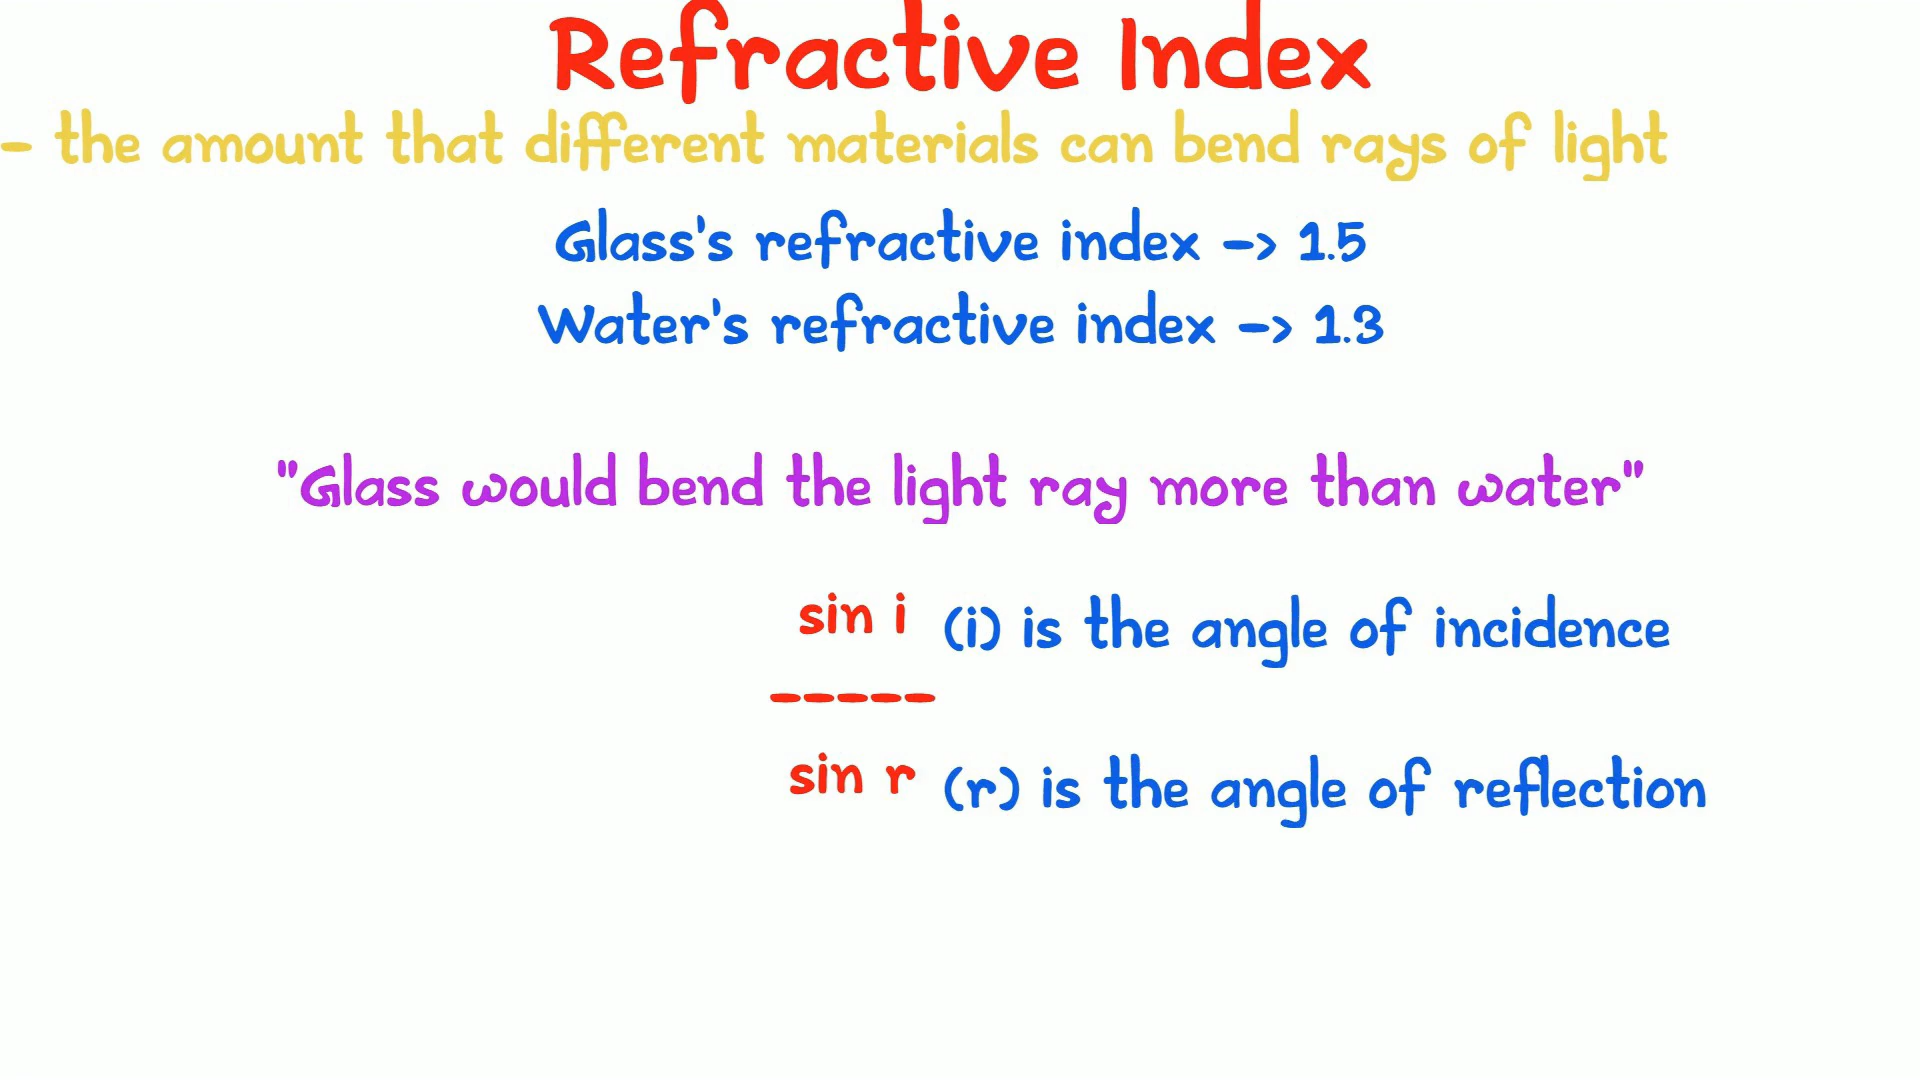 Refractive Index
- the amount that different materials can bend rays of light
Glass's refractive index -> 1.5
Water's refractive index -> 1.3
"Glass would bend the light ray more than water"
sin i (i) is the angle of incidence
-----
sin r (r) is the angle of reflection